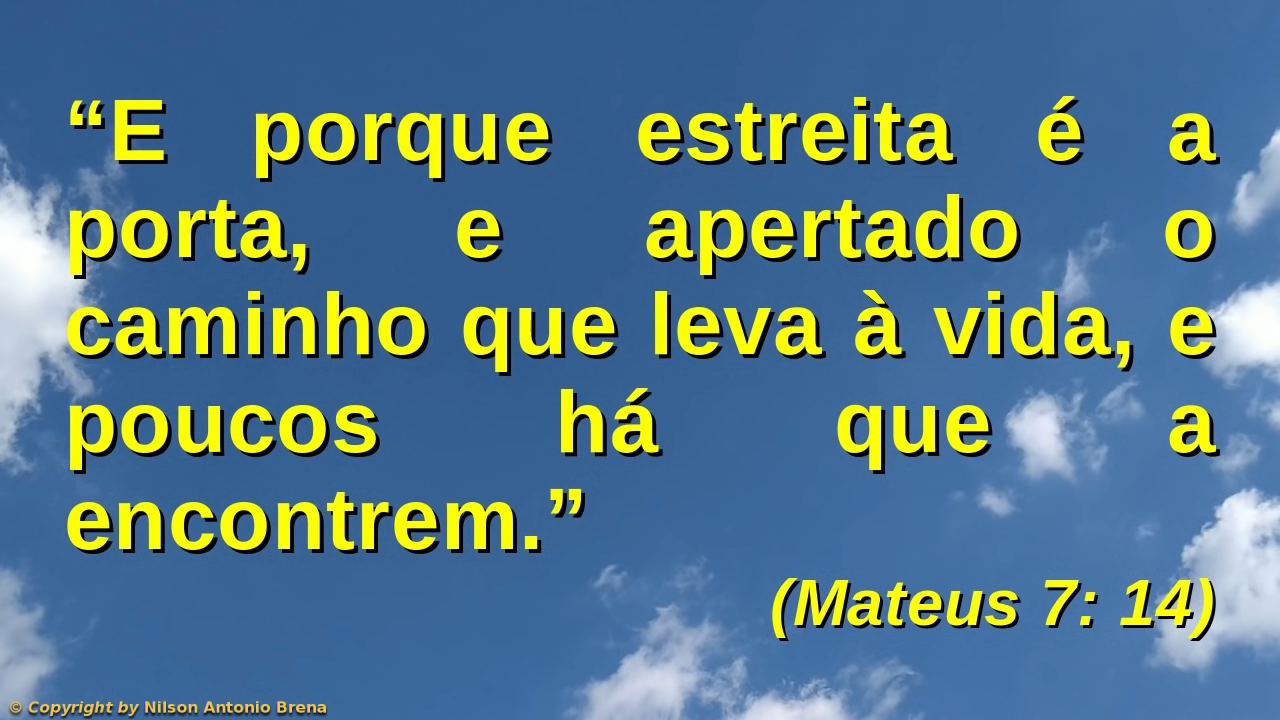 “E porque estreita é a
porta, e apertado o
caminho que leva à vida, e
poucos há que a
encontrem.”
(Mateus 7: 14)
© Copyright by Nilson Antonio Brena